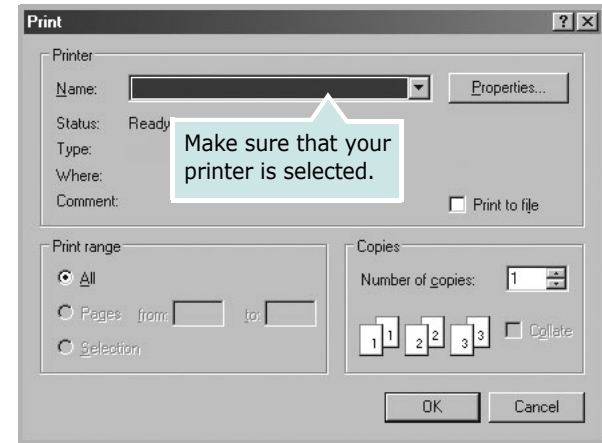 Print
Printer
Name:
Properties...
Status: Ready
Type:
Where:
Comment:
Make sure that your
printer is selected.
Print to file
Print range
All
Pages from: to:
Selection
Copies
Number of copies: 1
1 1 2 2 3 3
Collate
OK Cancel